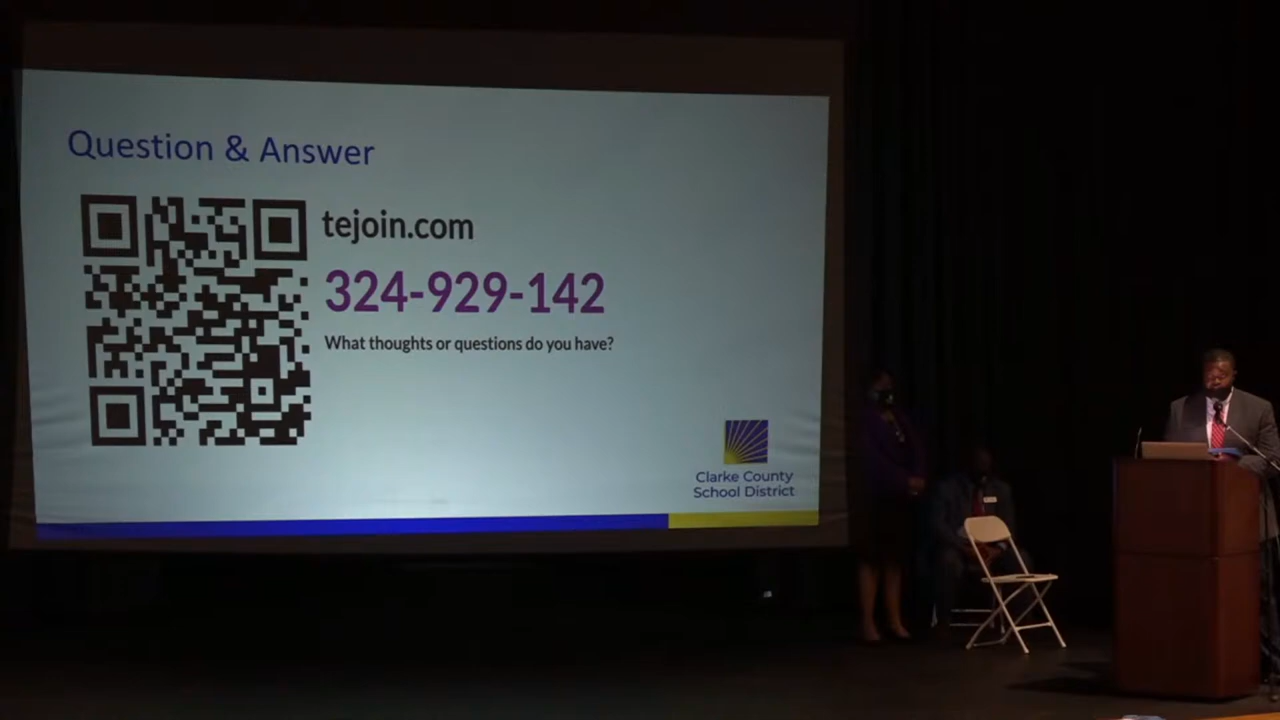 Question & Answer
tejoin.com
324-929-142
What thoughts or questions do you have?
Clarke County
School District